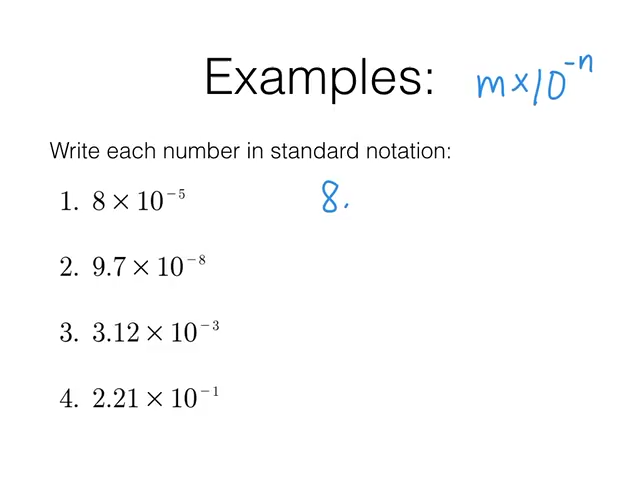 Examples: m×10⁻ⁿ
Write each number in standard notation:
1. 8 × 10⁻⁵ 8.
2. 9.7 × 10⁻⁸
3. 3.12 × 10⁻³
4. 2.21 × 10⁻¹